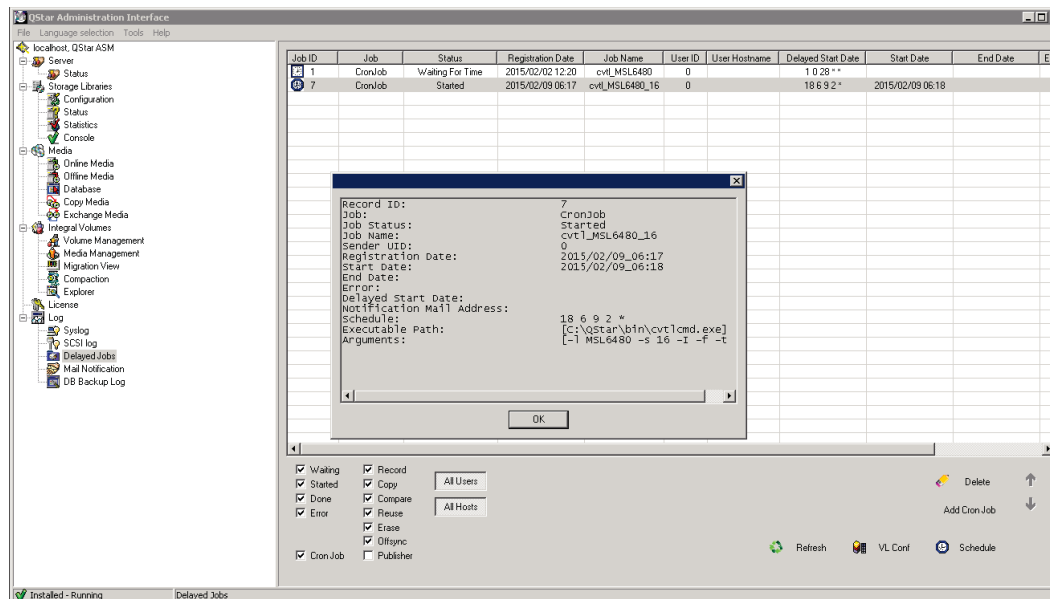 QStar Administration Interface
File Language selection Tools Help
localhost, QStar ASM
Server
Status
Storage Libraries
Configuration
Status
Statistics
Console
Media
Online Media
Offline Media
Database
Copy Media
Exchange Media
Integral Volumes
Volume Management
Media Management
Migration View
Compaction
Explorer
License
Log
Syslog
SCSI log
Delayed Jobs
Mail Notification
DB Backup Log
Job ID Job Status Registration Date Job Name User ID User Hostname Delayed Start Date Start Date End Date E
1 CronJob Waiting For Time 2015/02/02 12:20 cvtl_MSL6480 0 1 0 28 * *
7 CronJob Started 2015/02/09 06:17 cvtl_MSL6480_16 0 18 6 9 2 * 2015/02/09 06:18
Record ID: 7
Job: CronJob
Job Status: Started
Job Name: cvtl_MSL6480_16
Sender UID: 0
Registration Date: 2015/02/09_06:17
Start Date: 2015/02/09_06:18
End Date:
Error:
Delayed Start Date:
Notification Mail Address:
Schedule: 18 6 9 2 *
Executable Path: [C:\QStar\bin\cvtlcmd.exe]
Arguments: [-l MSL6480 -s 16 -I -f -t
OK
Waiting Record
Started Copy All Users Delete
Done Compare
Error Reuse All Hosts Add Cron Job
Erase
Offsync
Cron Job Publisher Refresh VL Conf Schedule
Installed - Running Delayed Jobs